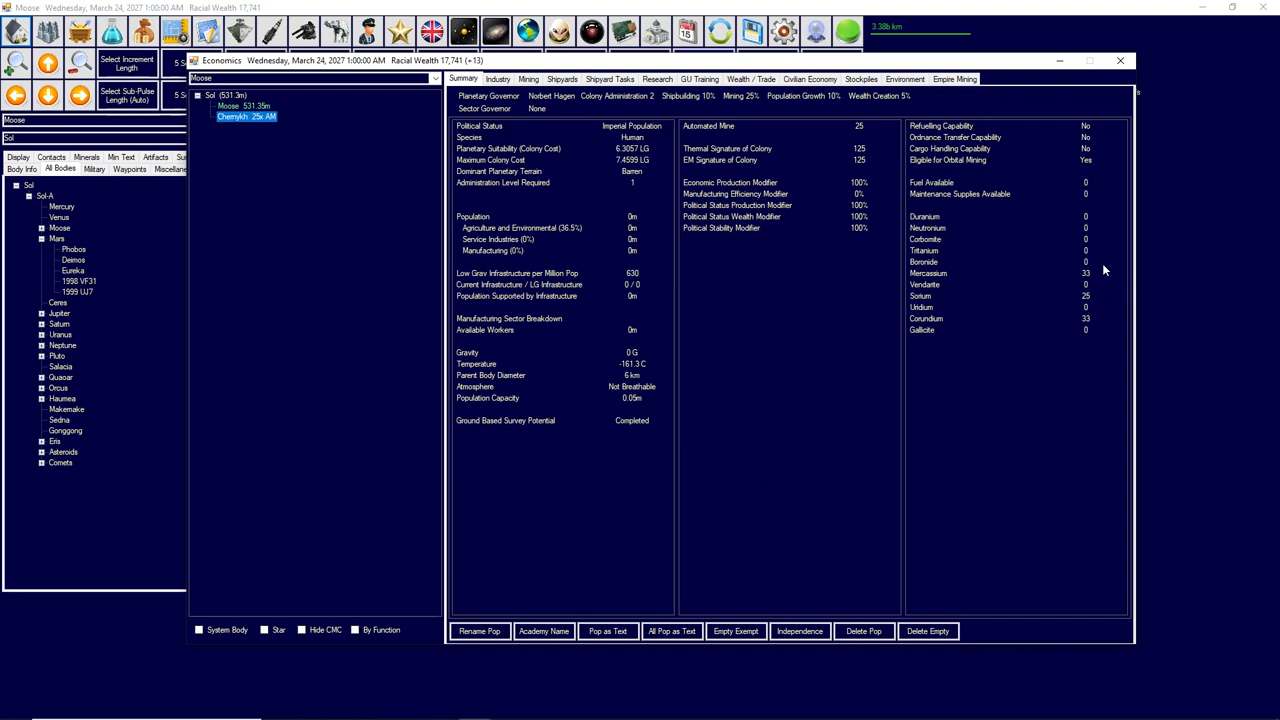 Moose Wednesday, March 24, 2027 1:00:00 AM Racial Wealth 17,741
3.38b km
Select Increment Length
Select Sub-Pulse Length (Auto)
5 S
5 S
Moose
Sol
Display Contacts Minerals Min Text Artifacts
Body Info All Bodies Military Waypoints Miscellane
Sol
Sol-A
Mercury
Venus
Moose
Mars
Phobos
Deimos
Eureka
1998 VF31
1999 UJ7
Ceres
Jupiter
Saturn
Uranus
Neptune
Pluto
Salacia
Quaoar
Orcus
Haumea
Makemake
Sedna
Gonggong
Eris
Asteroids
Comets
Economics Wednesday, March 24, 2027 1:00:00 AM Racial Wealth 17,741 (+13)
Moose
Sol (531.3m)
Moose 531.35m
Chernykh 25x AM
System Body Star Hide CMC By Function
Summary Industry Mining Shipyards Shipyard Tasks Research GU Training Wealth / Trade Civilian Economy Stockpiles Environment Empire Mining
Planetary Governor Norbert Hagen Colony Administration 2 Shipbuilding 10% Mining 25% Population Growth 10% Wealth Creation 5%
Sector Governor None
Political Status Imperial Population
Species Human
Planetary Suitability (Colony Cost) 6.3057 LG
Maximum Colony Cost 7.4599 LG
Dominant Planetary Terrain Barren
Administration Level Required 1
Population 0m
Agriculture and Environmental (36.5%) 0m
Service Industries (0%) 0m
Manufacturing (0%) 0m
Low Grav Infrastructure per Million Pop 630
Current Infrastructure / LG Infrastructure 0 / 0
Population Supported by Infrastructure 0m
Manufacturing Sector Breakdown
Available Workers 0m
Gravity 0 G
Temperature -161.3 C
Parent Body Diameter 6 km
Atmosphere Not Breathable
Population Capacity 0.05m
Ground Based Survey Potential Completed
Automated Mine 25
Thermal Signature of Colony 125
EM Signature of Colony 125
Economic Production Modifier 100%
Manufacturing Efficiency Modifier 0%
Political Status Production Modifier 100%
Political Status Wealth Modifier 100%
Political Stability Modifier 100%
Refuelling Capability No
Ordnance Transfer Capability No
Cargo Handling Capability No
Eligible for Orbital Mining Yes
Fuel Available 0
Maintenance Supplies Available 0
Duranium 0
Neutronium 0
Corbomite 0
Tritanium 0
Boronide 0
Mercassium 33
Vendarite 0
Sorium 25
Uridium 0
Corundium 33
Gallicite 0
Rename Pop Academy Name Pop as Text All Pop as Text Empty Exempt Independence Delete Pop Delete Empty